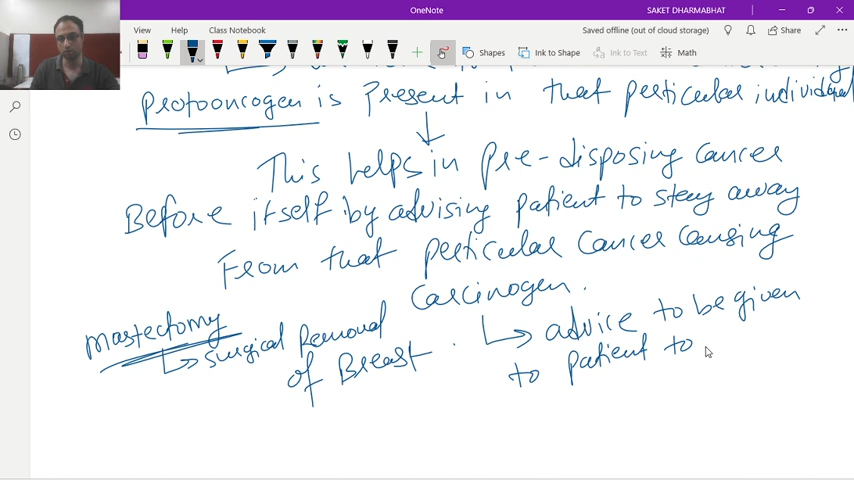 OneNote
SAKET DHARMABHAT
View Help Class Notebook
Saved offline (out of cloud storage)
Share
Shapes
Ink to Shape
Ink to Text
Math
Protooncogen is Present in that perticular individual
This helps in Pre-disposing Cancer
Before itself by advising patient to stay away
From that perticular Cancer Causing
Carcinogen.
Mastectomy
Surgical Removal
of Breast.
advice to be given
to patient to